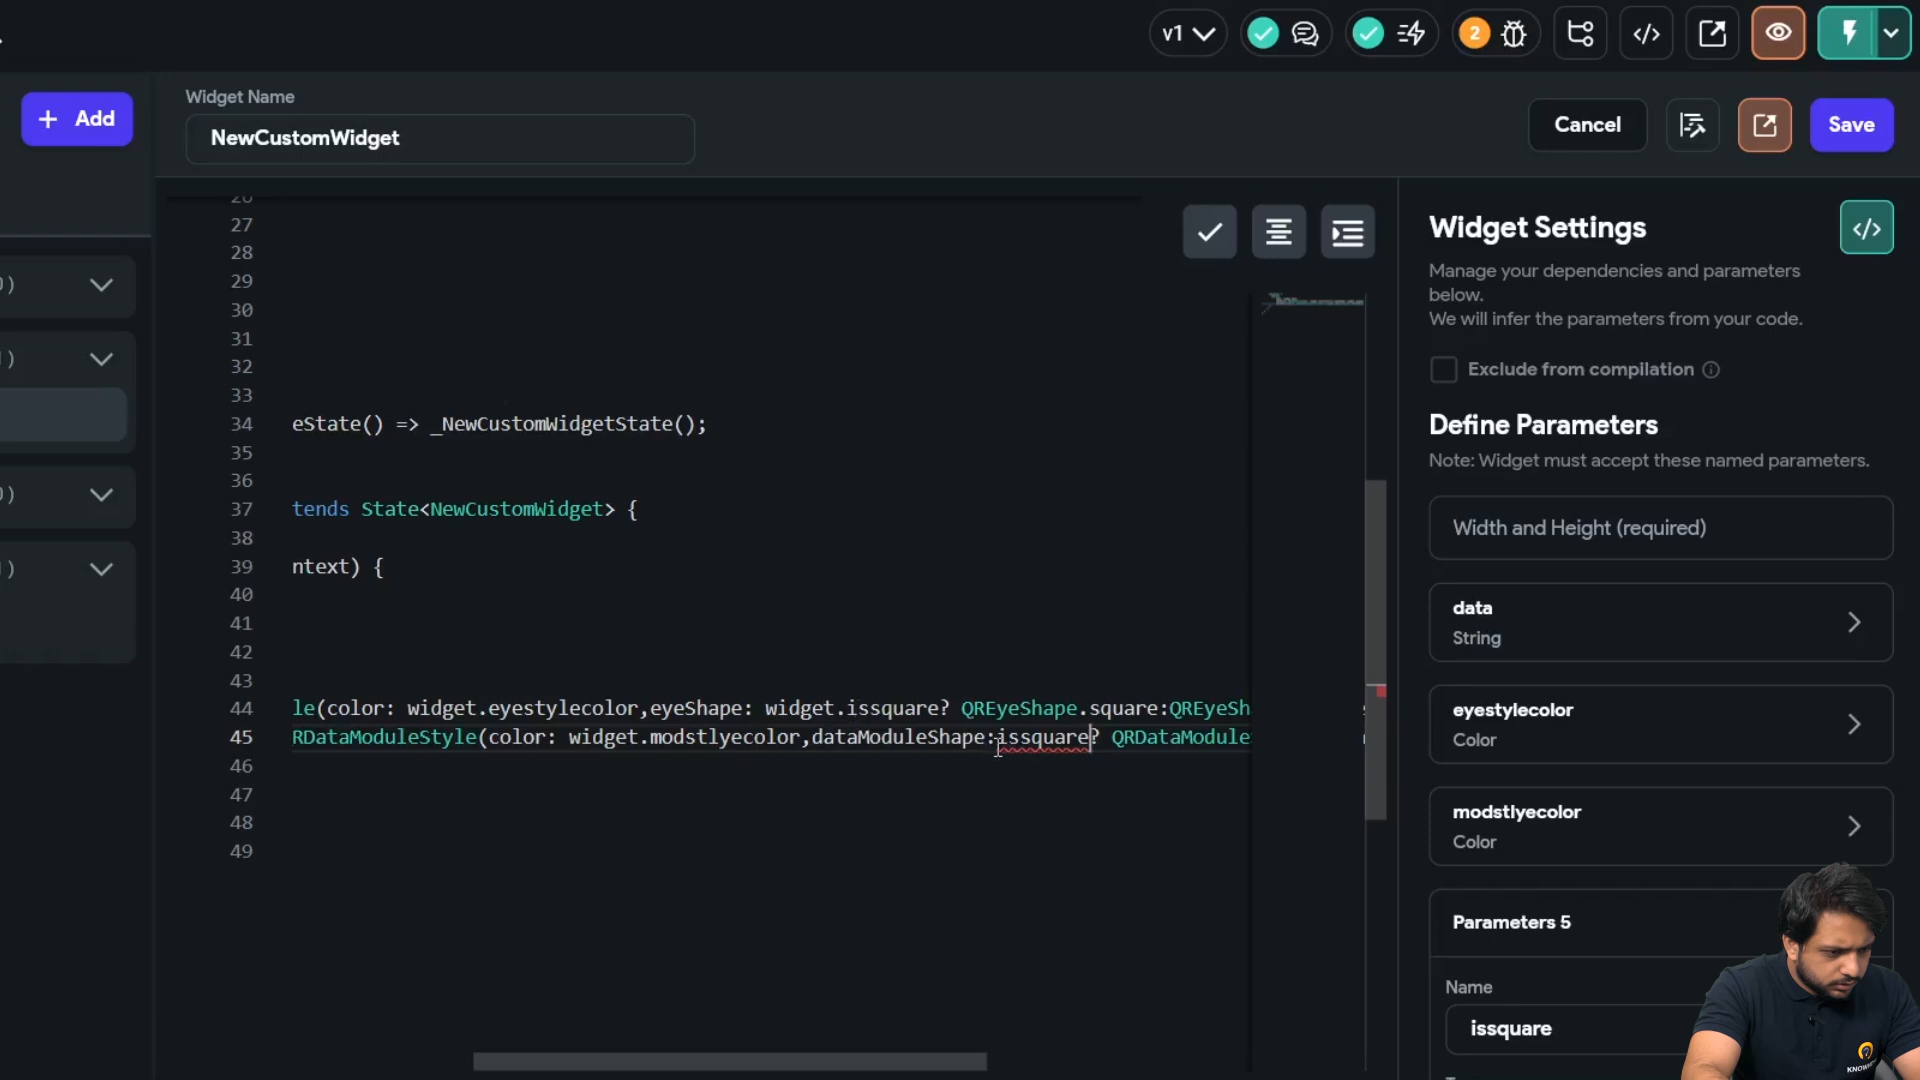 v1
2
+ Add
Widget Name
NewCustomWidget
Cancel
Save
26
27
28
29
30
31
32
33
34 eState() => _NewCustomWidgetState();
35
36
37 tends State<NewCustomWidget> {
38
39 ntext) {
40
41
42
43
44 le(color: widget.eyestylecolor,eyeShape: widget.issquare? QREyeShape.square:QREyeSh
45 RDataModuleStyle(color: widget.modstlyecolor,dataModuleShape:issquare? QRDataModule
46
47
48
49
Widget Settings
Manage your dependencies and parameters
below.
We will infer the parameters from your code.
Exclude from compilation
Define Parameters
Note: Widget must accept these named parameters.
Width and Height (required)
data
String
eyestylecolor
Color
modstlyecolor
Color
Parameters 5
Name
issquare